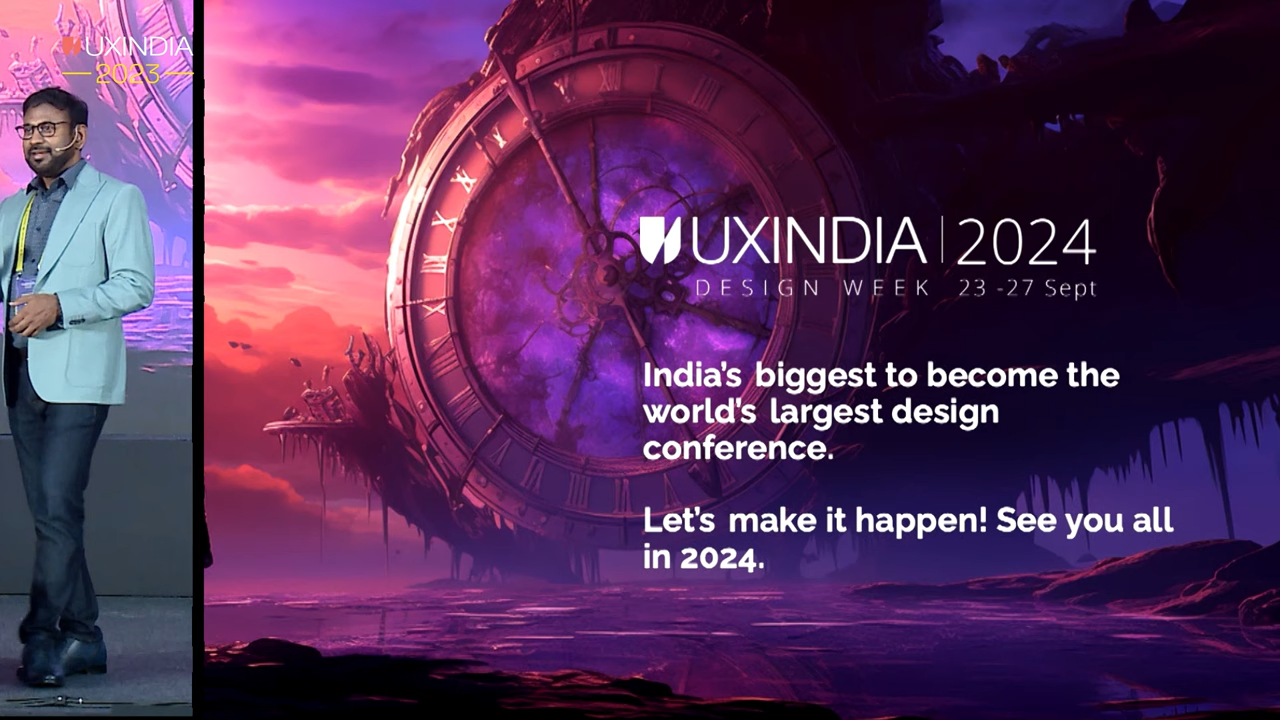 UXINDIA
2023
UXINDIA | 2024
DESIGN WEEK 23 -27 Sept
India's biggest to become the
world's largest design
conference.
Let's make it happen! See you all
in 2024.